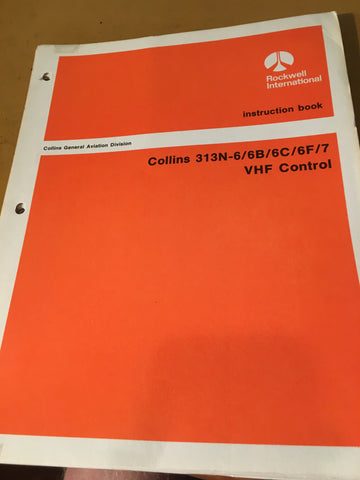 Rockwell
International
instruction book
Collins General Aviation Division
Collins 313N-6/6B/6C/6F/7
VHF Control